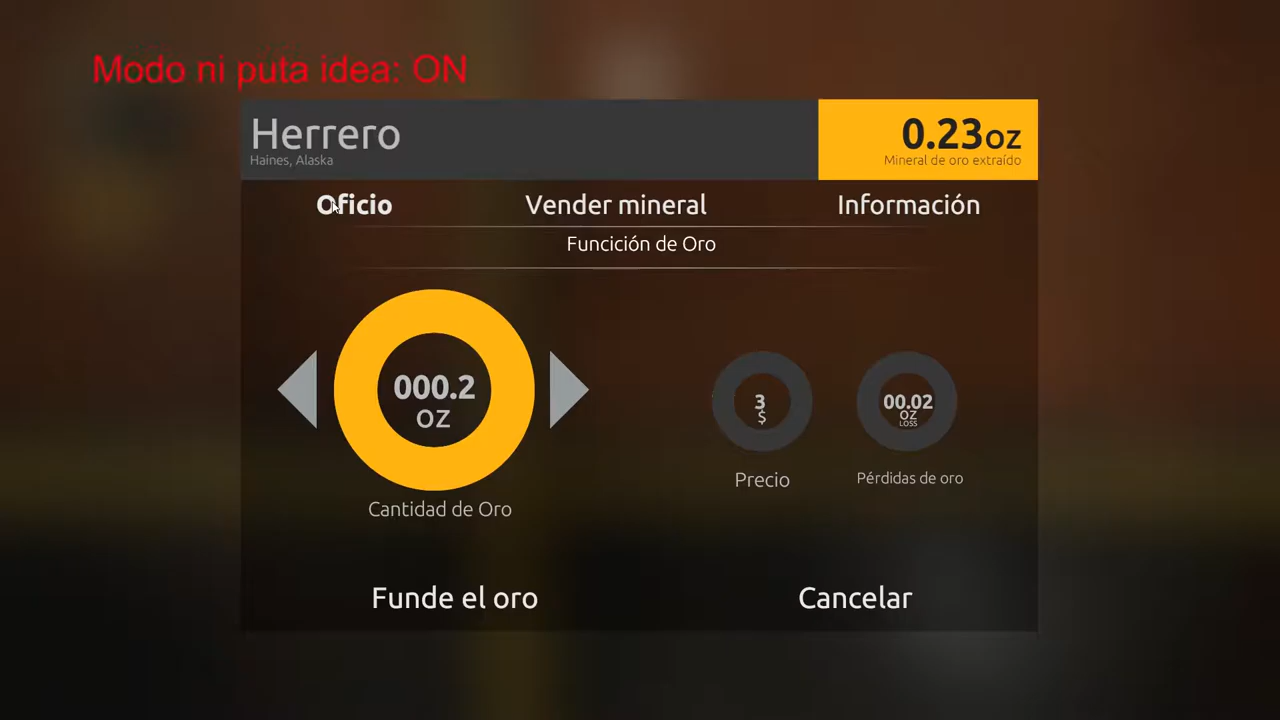 Modo ni puta idea: ON
Herrero
Haines, Alaska
0.23oz
Mineral de oro extraído
Oficio
Vender mineral
Información
Funcición de Oro
000.2
OZ
Cantidad de Oro
3
$
Precio
00.02
OZ
LOSS
Pérdidas de oro
Funde el oro
Cancelar